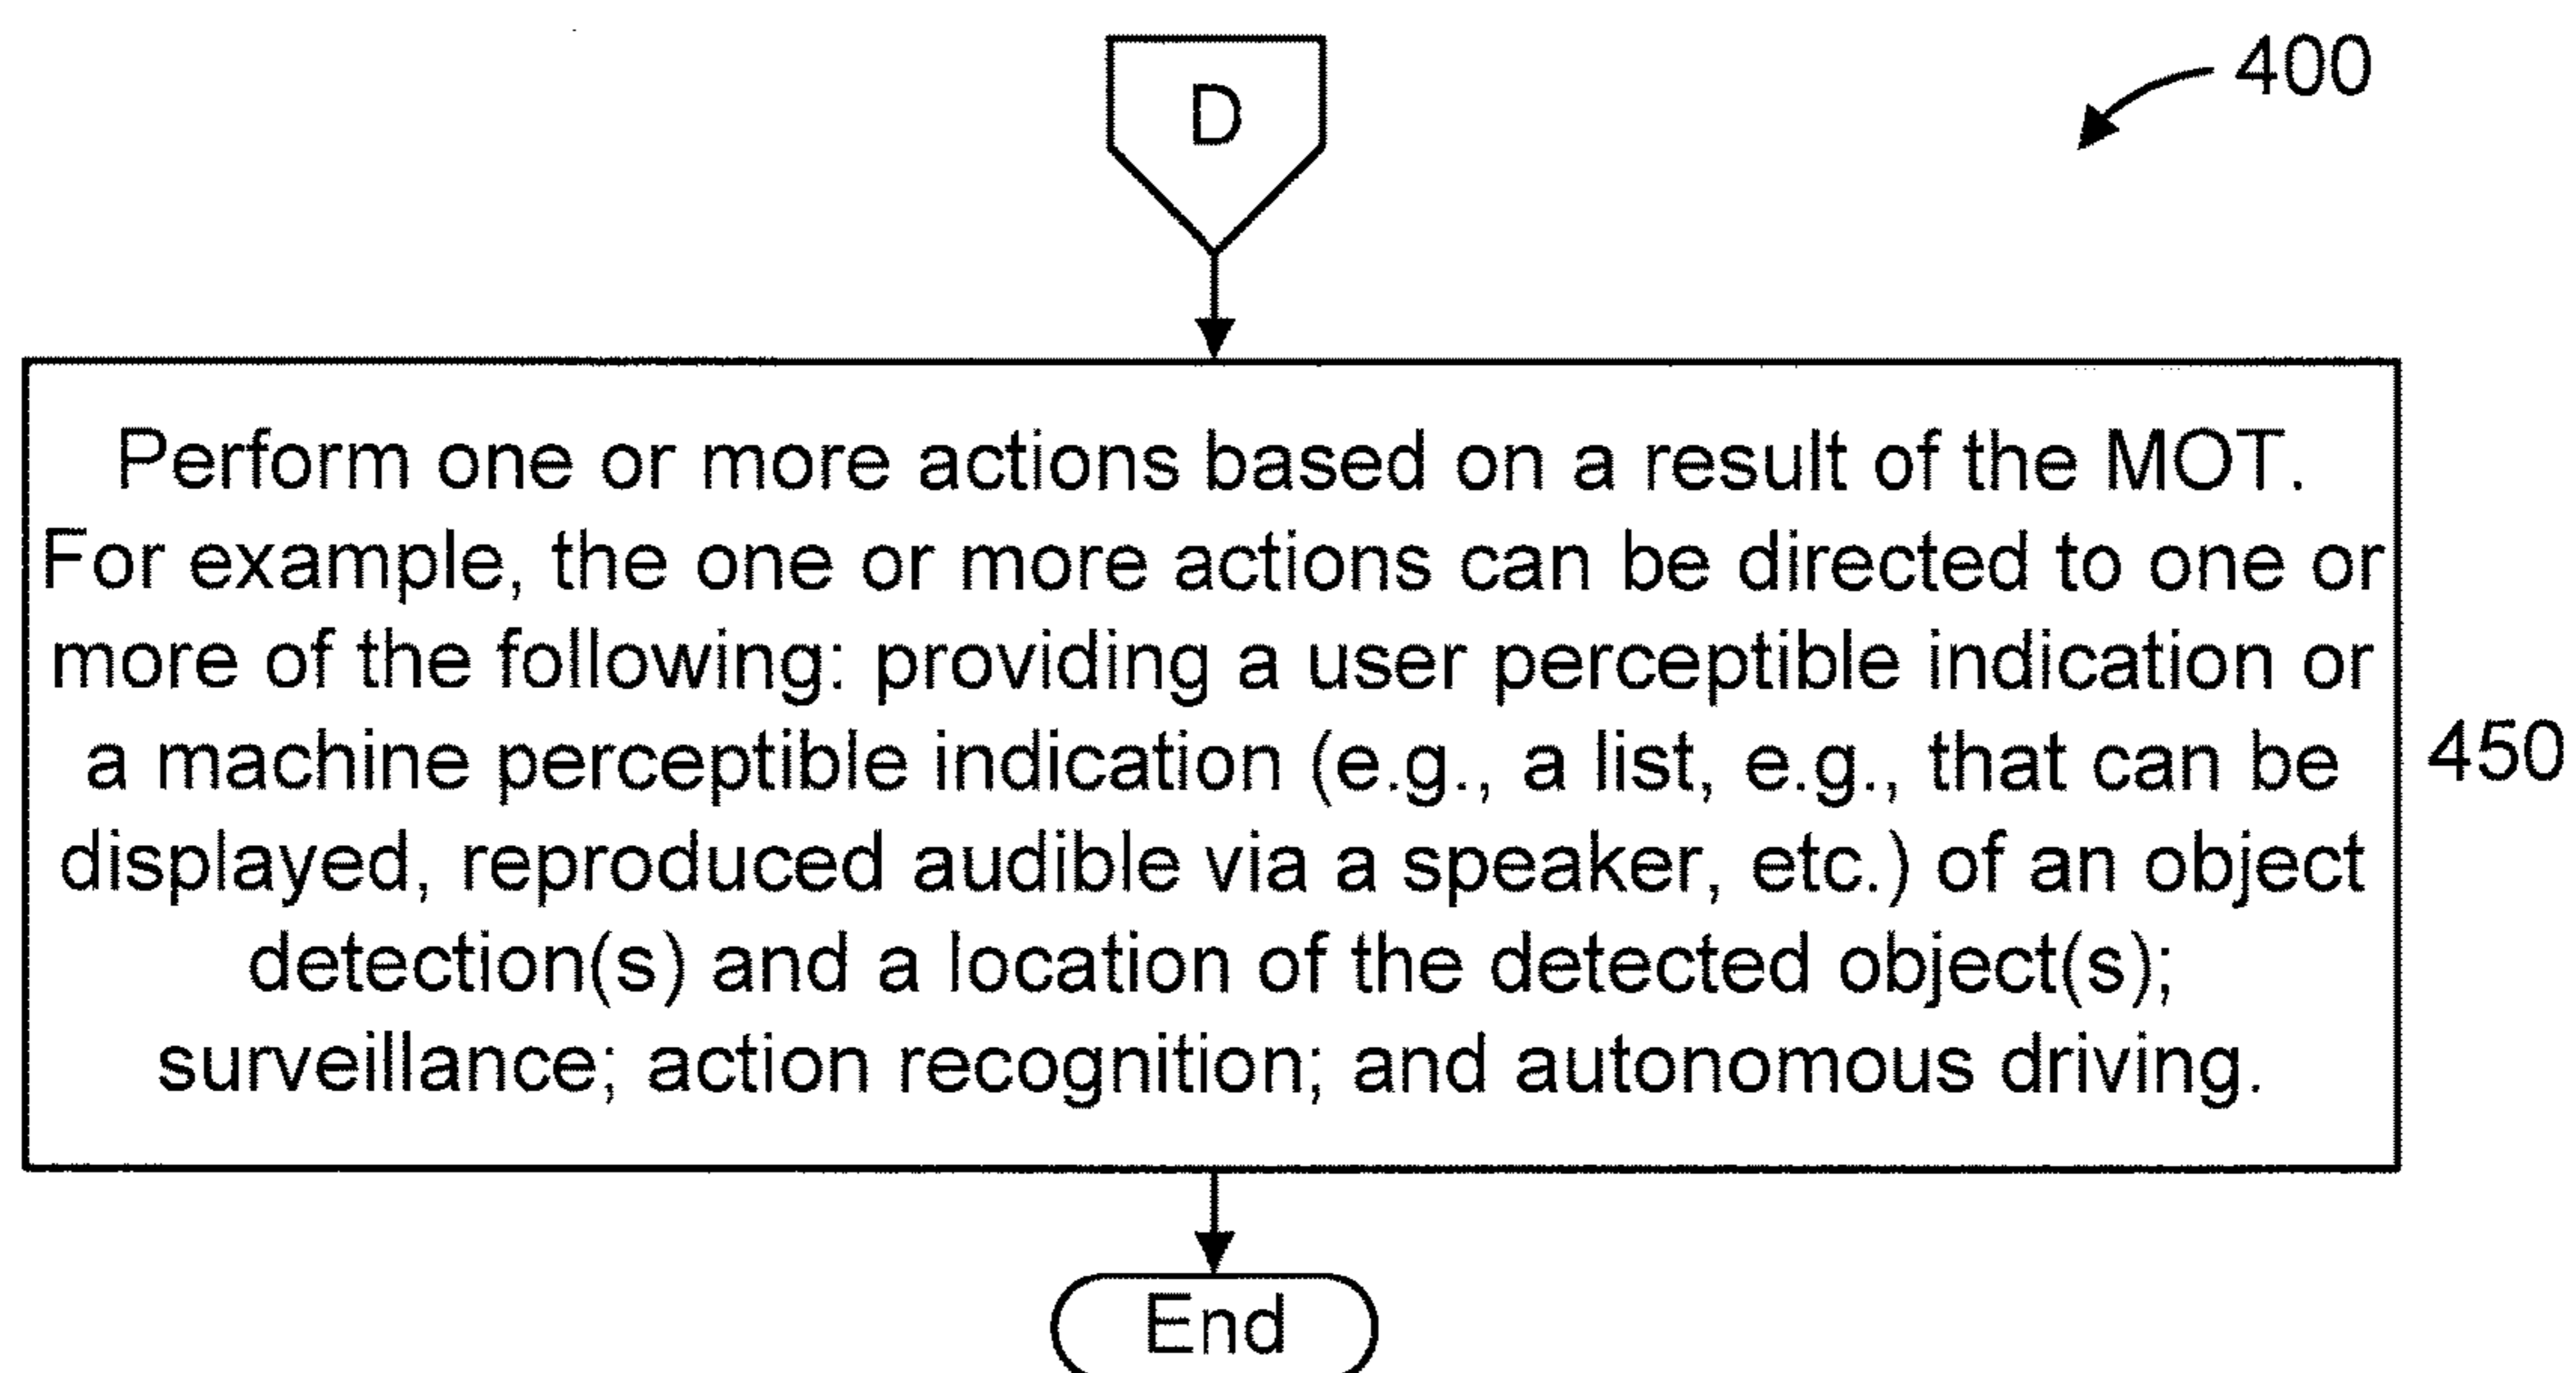 D
400
Perform one or more actions based on a result of the MOT.
For example, the one or more actions can be directed to one or
more of the following: providing a user perceptible indication or
a machine perceptible indication (e.g., a list, e.g., that can be
displayed, reproduced audible via a speaker, etc.) of an object
detection(s) and a location of the detected object(s);
surveillance; action recognition; and autonomous driving.
450
End